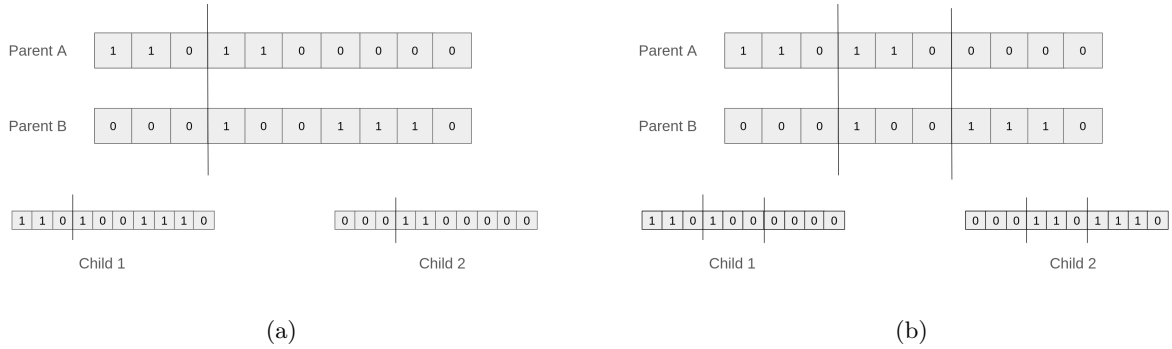 Parent A 1 1 0 1 1 0 0 0 0 0
Parent B 0 0 0 1 0 0 1 1 1 0
1 1 0 1 0 0 1 1 1 0
0 0 0 1 1 0 0 0 0 0
Child 1
Child 2
(a)
Parent A 1 1 0 1 1 0 0 0 0 0
Parent B 0 0 0 1 0 0 1 1 1 0
1 1 0 1 0 0 0 0 0 0
0 0 0 1 1 0 1 1 1 0
Child 1
Child 2
(b)